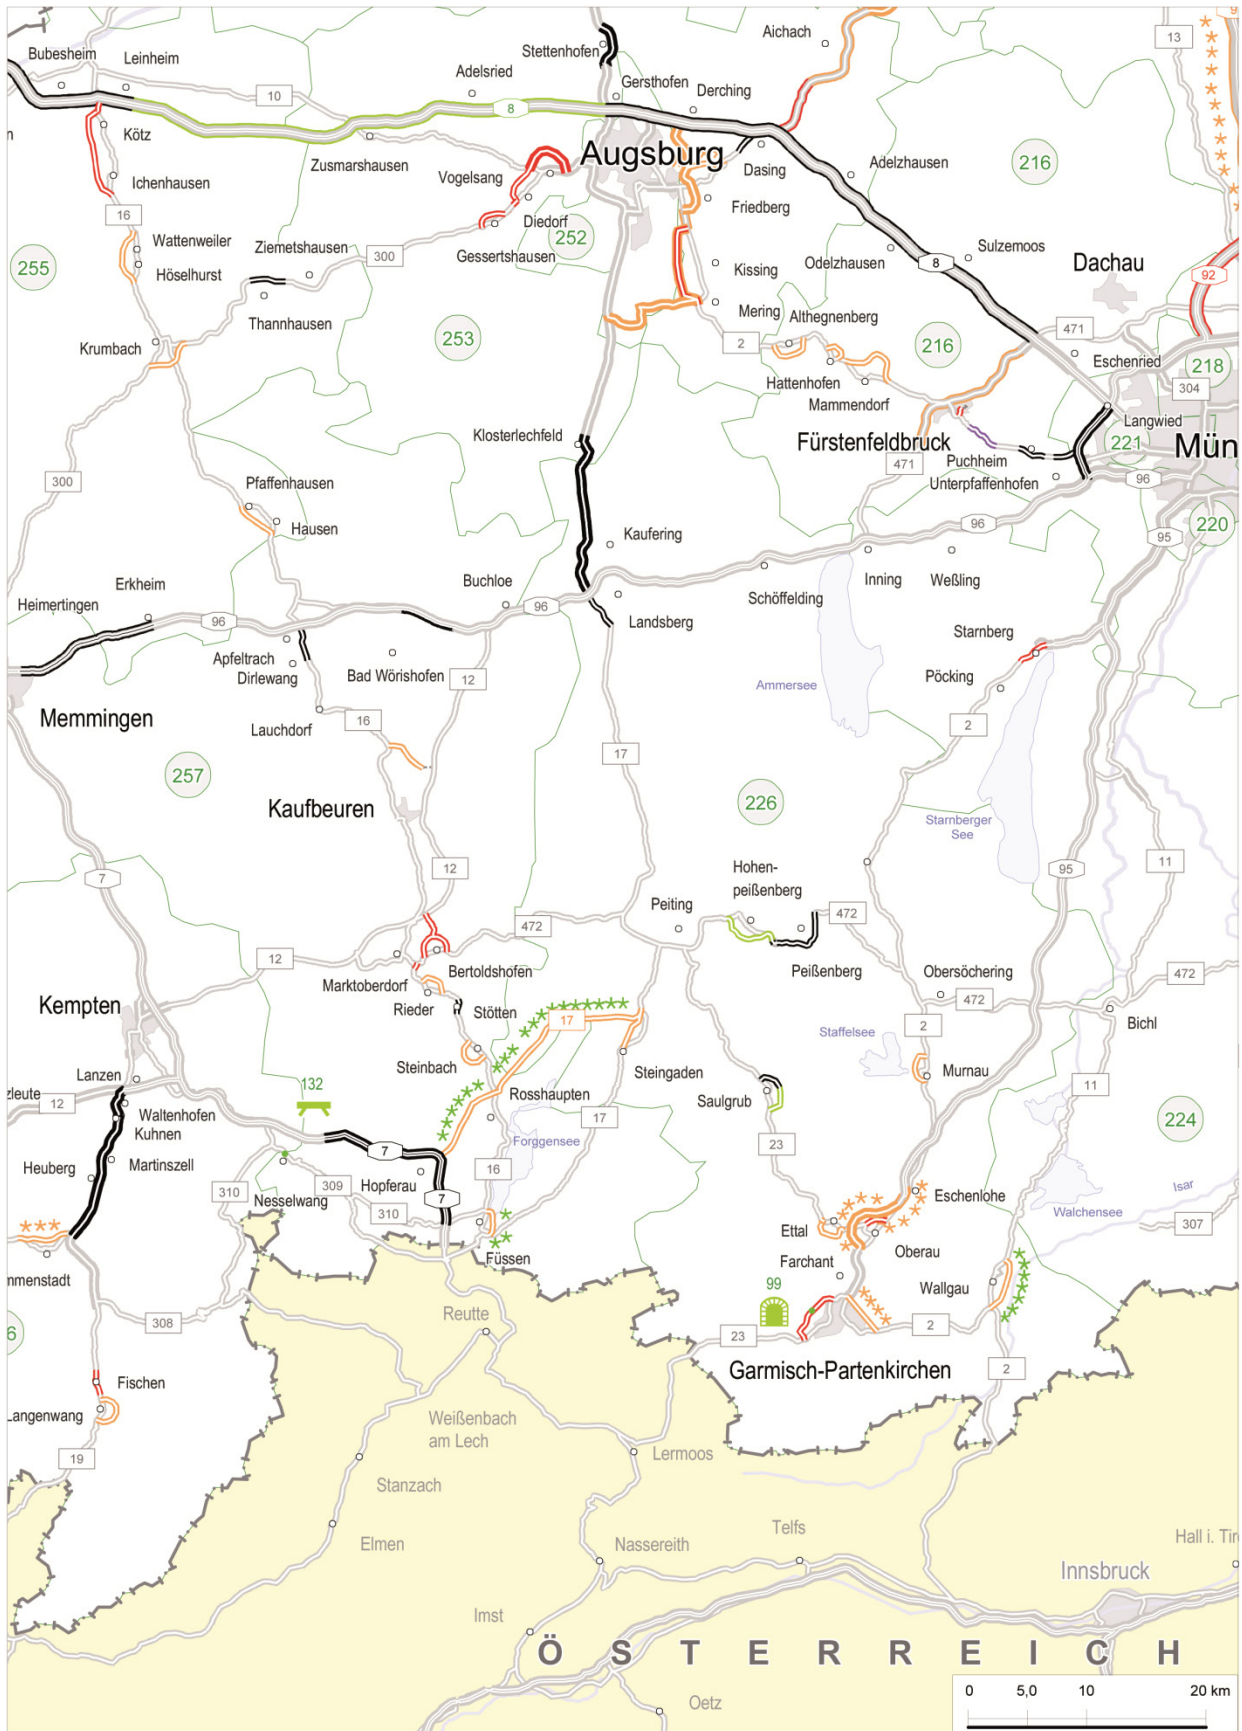 Bubesheim
Leinheim
Stettenhofen
Aichach
13
9
Adelsried
Gersthofen
Derching
10
8
Kötz
n
Zusmarshausen
Augsburg
Dasing
Adelzhausen
216
Ichenhausen
Vogelsang
Friedberg
16
Diedorf
252
Wattenweiler
Ziemetshausen
300
Gessertshausen
255
Höselhurst
Kissing
Odelzhausen
8
Sulzemoos
Dachau
92
Thannhausen
Mering
Althegnenberg
471
Krumbach
253
2
216
Eschenried
218
Hattenhofen
304
Mammendorf
Langwied
Klosterlechfeld
Fürstenfeldbruck
221
Mün
471
Puchheim
300
Pfaffenhausen
Unterpfaffenhofen
96
Hausen
96
220
95
Kaufering
Inning
Weßling
Erkheim
Buchloe
Schöffelding
Heimertingen
96
96
Landsberg
Starnberg
Apfeltrach
Dirlewang
Bad Wörishofen
12
Ammersee
Pöcking
Memmingen
Lauchdorf
16
2
17
257
226
Kaufbeuren
Starnberger
See
7
12
Hohen-
peißenberg
95
11
Peiting
472
472
12
Bertoldshofen
Peißenberg
Obersöchering
472
Marktoberdorf
Kempten
Rieder
Stötten
17
472
Bichl
Staffelsee
2
Steinbach
Steingaden
Murnau
Lanzen
132
zleute
12
Waltenhofen
Rosshaupten
Saulgrub
11
Kuhnen
17
224
7
Forggensee
23
Heuberg
Martinszell
310
Nesselwang
309
Hopferau
16
Eschenlohe
Isar
7
310
Walchensee
Ettal
307
Füssen
Oberau
mmenstadt
Farchant
Wallgau
99
308
Reutte
6
23
2
Garmisch-Partenkirchen
2
Fischen
Langenwang
Weißenbach
am Lech
19
Lermoos
Stanzach
Telfs
Elmen
Nassereith
Hall i. Tir
Innsbruck
Imst
ÖSTERREICH
0
5,0
10
20 km
Oetz